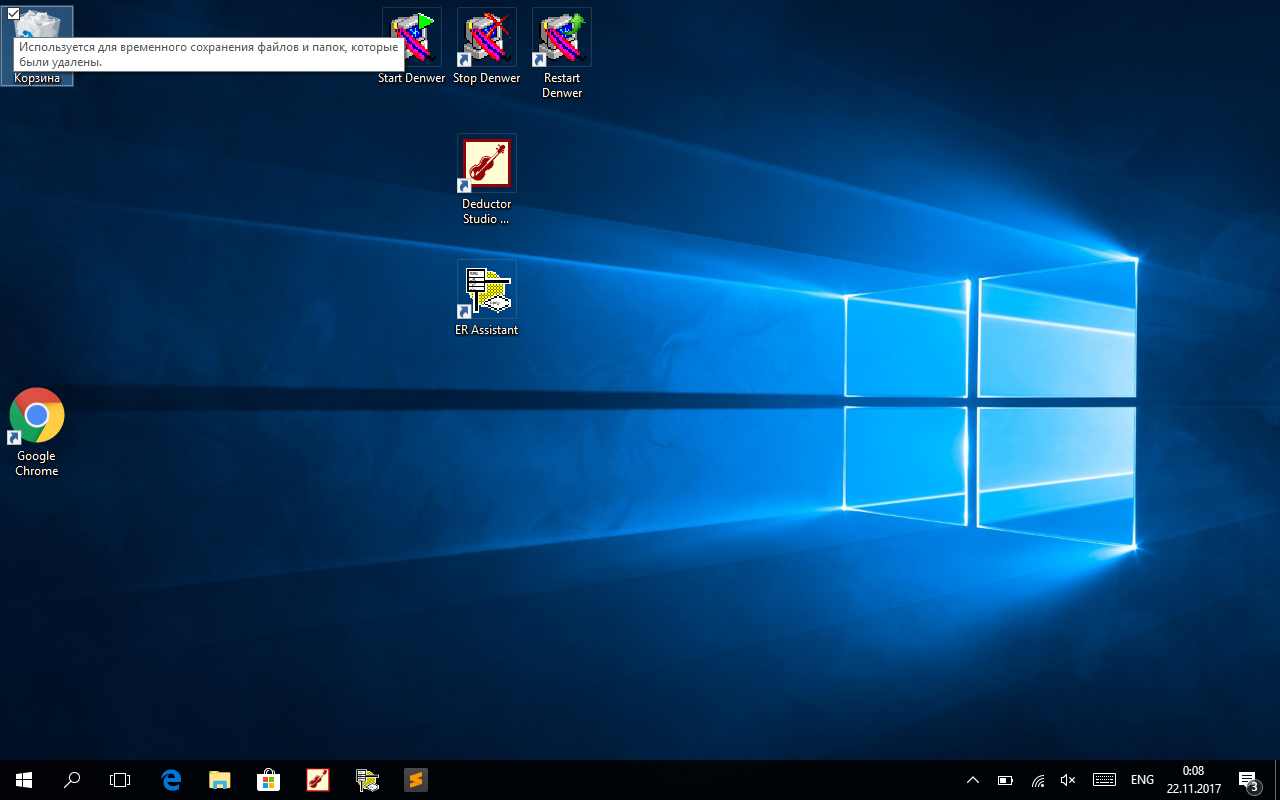 Используется для временного сохранения файлов и папок, которые
были удалены.
Корзина
Start Denwer
Stop Denwer
Restart
Denwer
Deductor
Studio ...
ER Assistant
Google
Chrome
ENG
0:08
22.11.2017
3